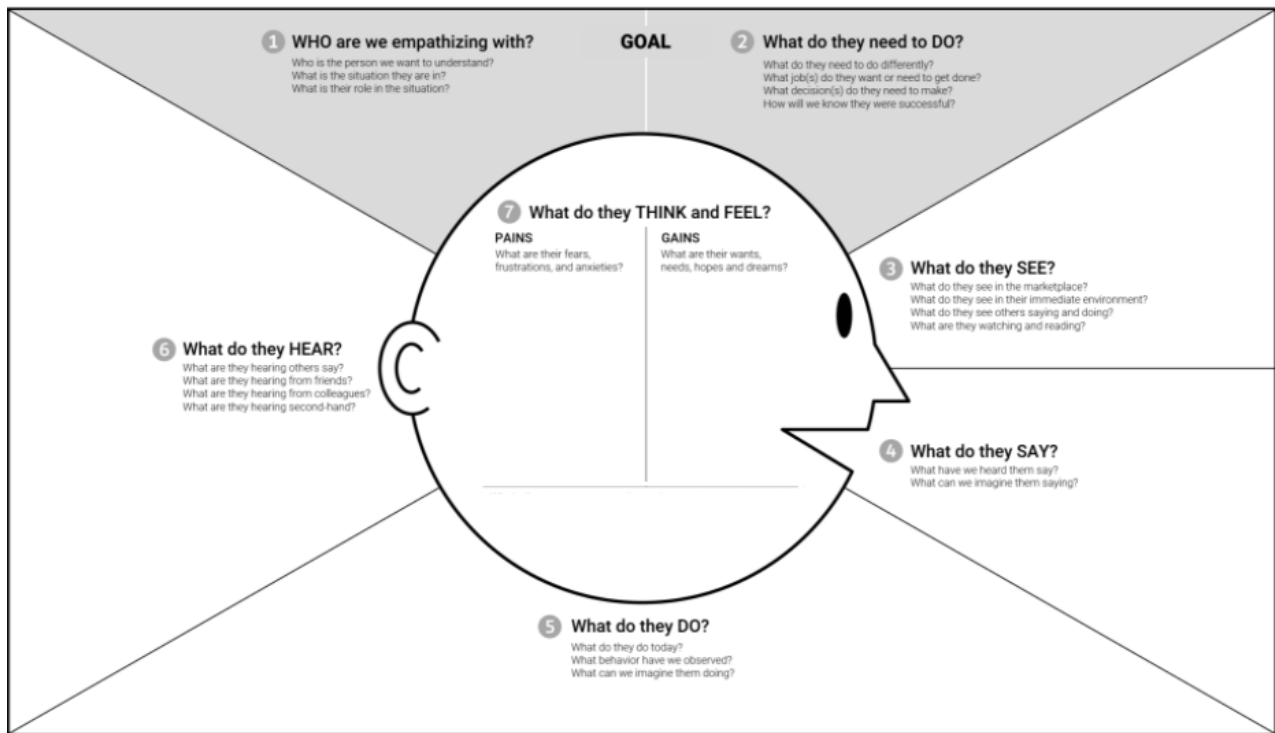 GOAL
1 WHO are we empathizing with?
Who is the person we want to understand?
What is the situation they are in?
What is their role in the situation?
2 What do they need to DO?
What do they need to do differently?
What job(s) do they want or need to get done?
What decision(s) do they need to make?
How will we know they were successful?
3 What do they SEE?
What do they see in the marketplace?
What do they see in their immediate environment?
What do they see others saying and doing?
What are they watching and reading?
4 What do they SAY?
What have we heard them say?
What can we imagine them saying?
5 What do they DO?
What do they do today?
What behavior have we observed?
What can we imagine them doing?
6 What do they HEAR?
What are they hearing others say?
What are they hearing from friends?
What are they hearing from colleagues?
What are they hearing second-hand?
7 What do they THINK and FEEL?
PAINS
What are their fears,
frustrations, and anxieties?
GAINS
What are their wants,
needs, hopes and dreams?